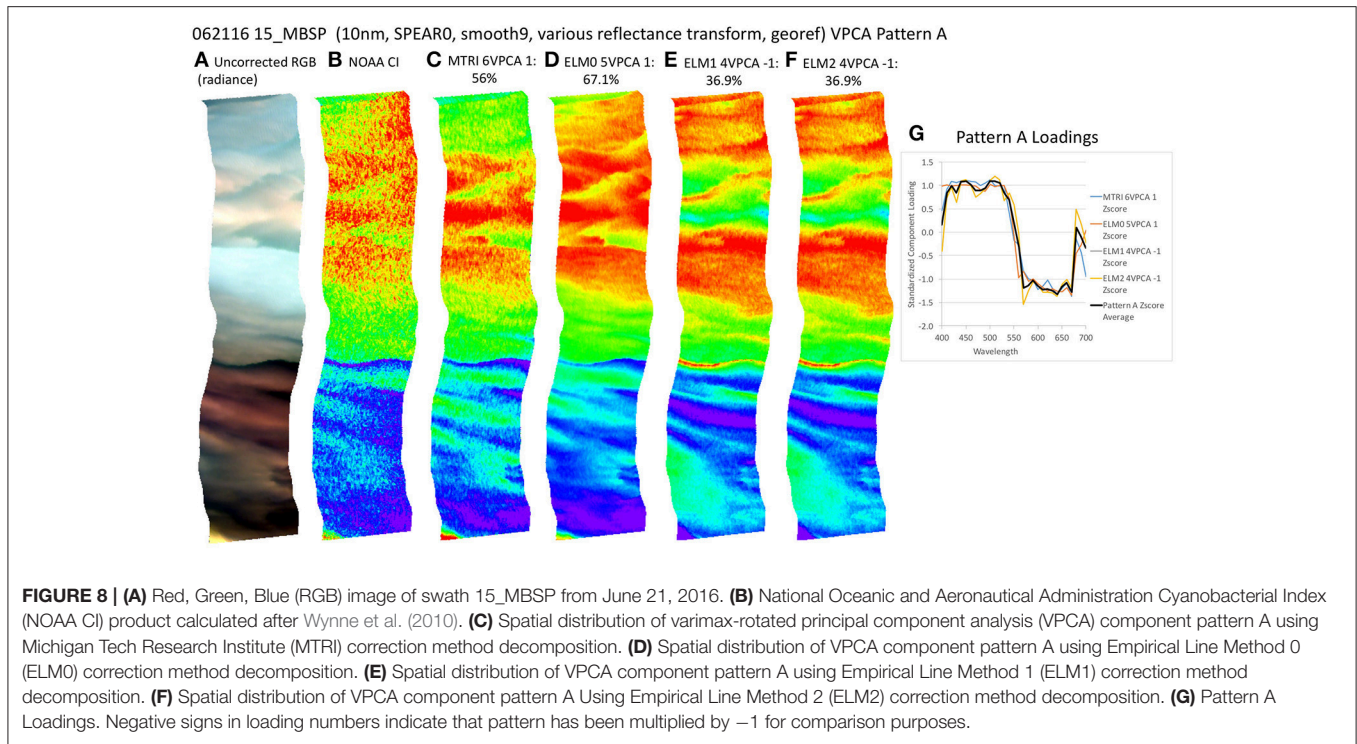 062116 15_MBSP (10nm, SPEAR0, smooth9, various reflectance transform, georef) VPCA Pattern A
A Uncorrected RGB (radiance)
B NOAA CI
C MTRI 6VPCA 1: 56%
D ELM0 5VPCA 1: 67.1%
E ELM1 4VPCA -1: 36.9%
F ELM2 4VPCA -1: 36.9%
G Pattern A Loadings
1.5
1.0
0.5
0.0
-0.5
-1.0
-1.5
-2.0
Standardized Component Loading
400 450 500 550 600 650 700
Wavelength
MTRI 6VPCA 1 Zscore
ELM0 5VPCA 1 Zscore
ELM1 4VPCA -1 Zscore
ELM2 4VPCA -1 Zscore
Pattern A Zscore Average
FIGURE 8 | (A) Red, Green, Blue (RGB) image of swath 15_MBSP from June 21, 2016. (B) National Oceanic and Aeronautical Administration Cyanobacterial Index
(NOAA CI) product calculated after Wynne et al. (2010). (C) Spatial distribution of varimax-rotated principal component analysis (VPCA) component pattern A using
Michigan Tech Research Institute (MTRI) correction method decomposition. (D) Spatial distribution of VPCA component pattern A using Empirical Line Method 0
(ELM0) correction method decomposition. (E) Spatial distribution of VPCA component pattern A using Empirical Line Method 1 (ELM1) correction method
decomposition. (F) Spatial distribution of VPCA component pattern A Using Empirical Line Method 2 (ELM2) correction method decomposition. (G) Pattern A
Loadings. Negative signs in loading numbers indicate that pattern has been multiplied by −1 for comparison purposes.